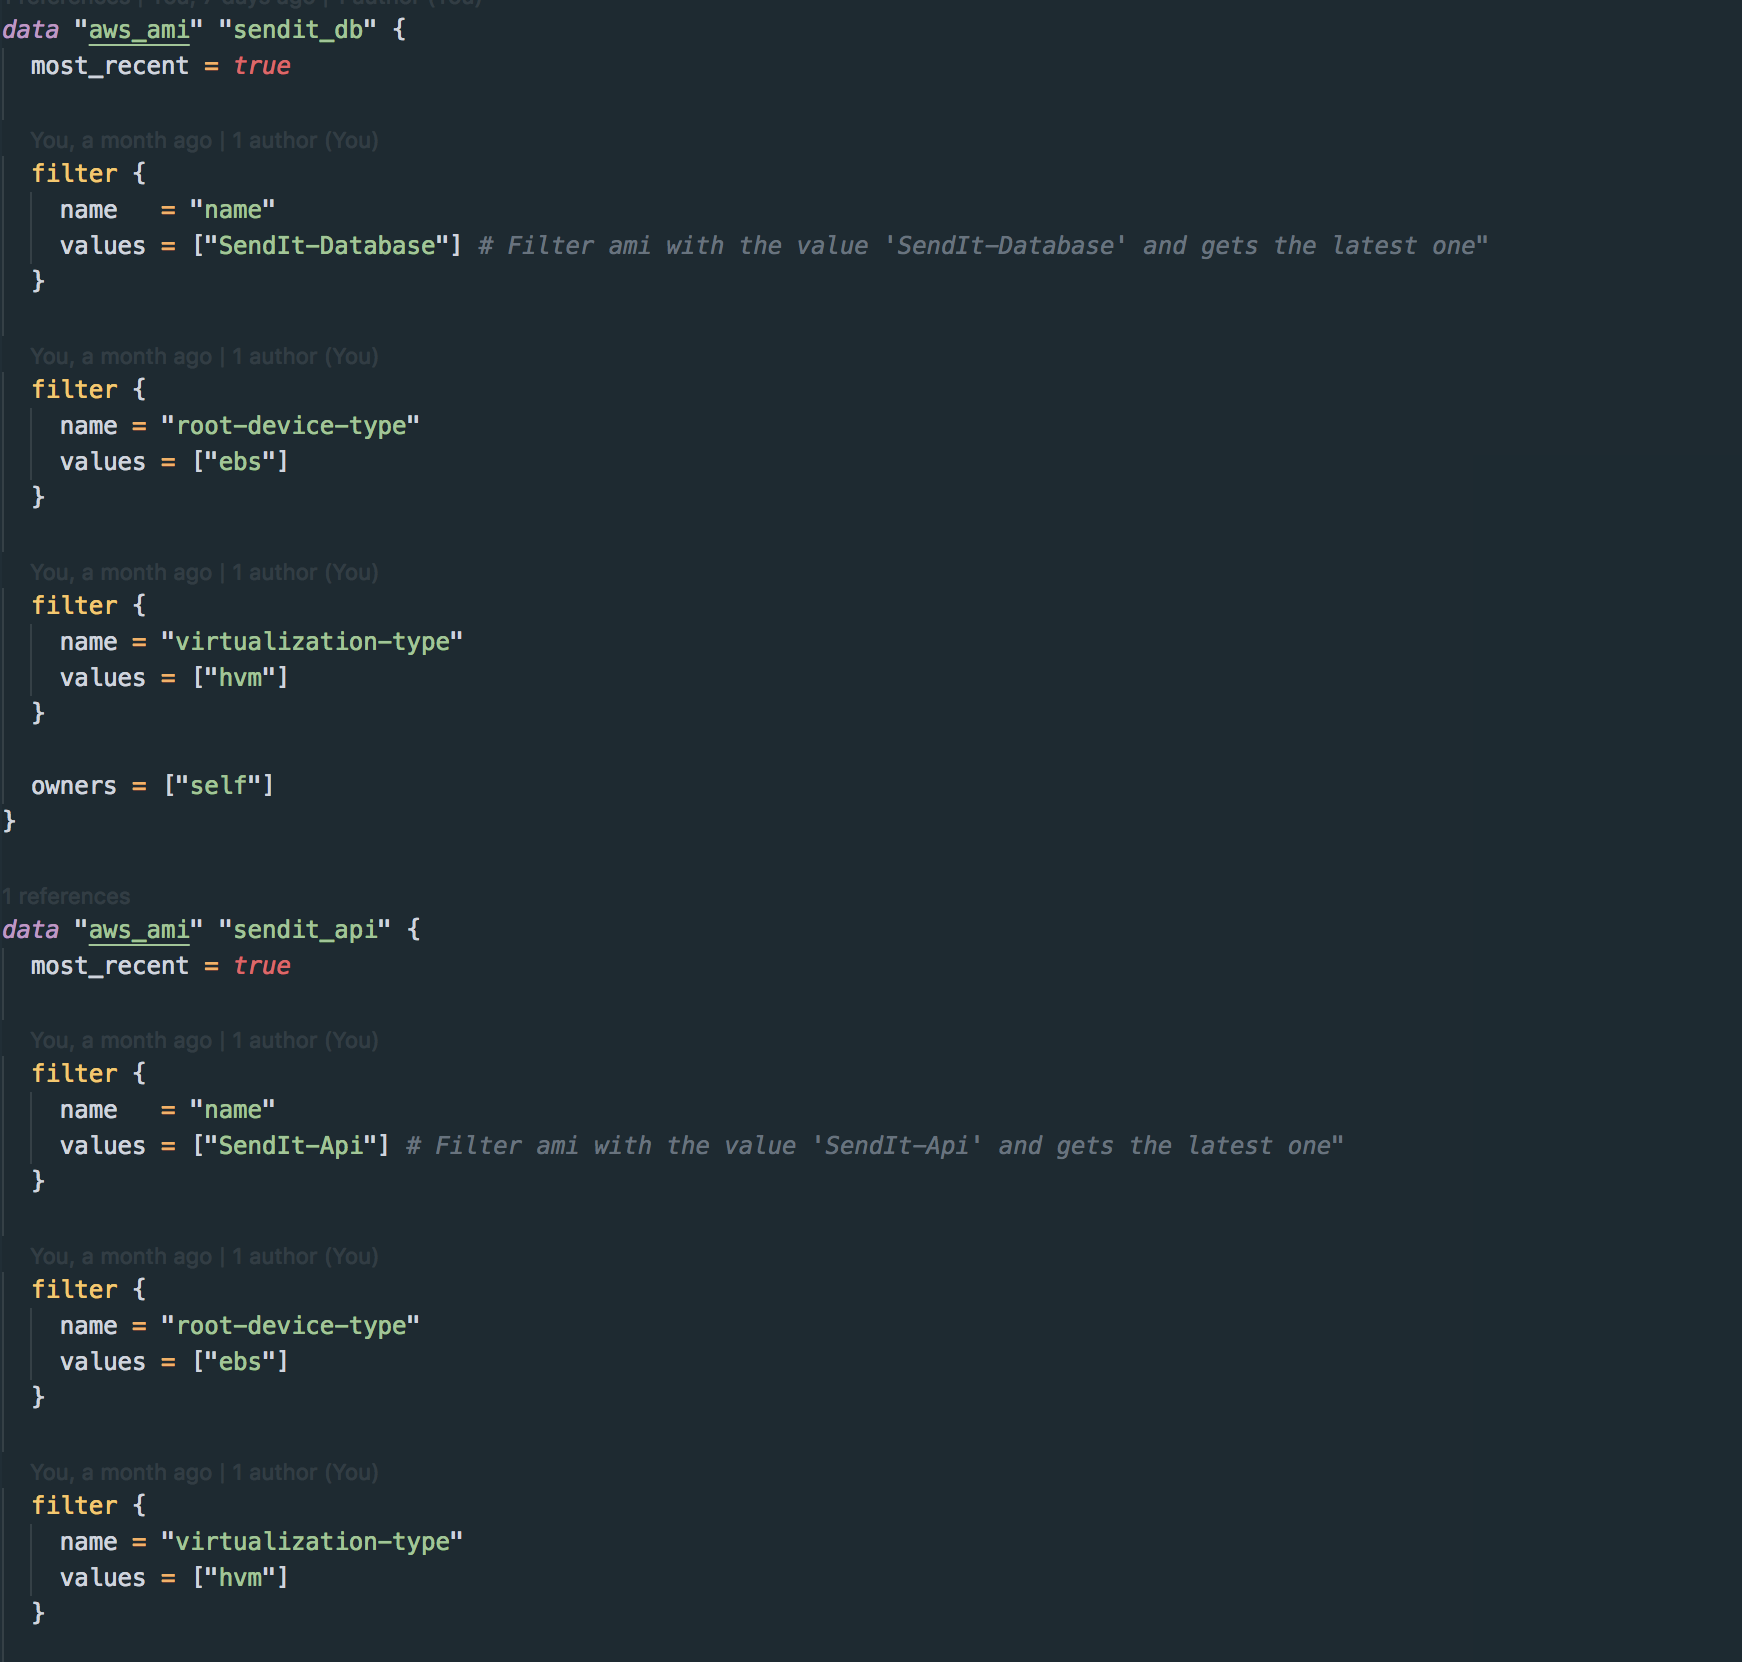 data "aws_ami" "sendit_db" {
  most_recent = true
  You, a month ago | 1 author (You)
  filter {
    name   = "name"
    values = ["SendIt-Database"] # Filter ami with the value 'SendIt-Database' and gets the latest one"
  }
  You, a month ago | 1 author (You)
  filter {
    name = "root-device-type"
    values = ["ebs"]
  }
  You, a month ago | 1 author (You)
  filter {
    name = "virtualization-type"
    values = ["hvm"]
  }
  owners = ["self"]
}
1 references
data "aws_ami" "sendit_api" {
  most_recent = true
  You, a month ago | 1 author (You)
  filter {
    name   = "name"
    values = ["SendIt-Api"] # Filter ami with the value 'SendIt-Api' and gets the latest one"
  }
  You, a month ago | 1 author (You)
  filter {
    name = "root-device-type"
    values = ["ebs"]
  }
  You, a month ago | 1 author (You)
  filter {
    name = "virtualization-type"
    values = ["hvm"]
  }